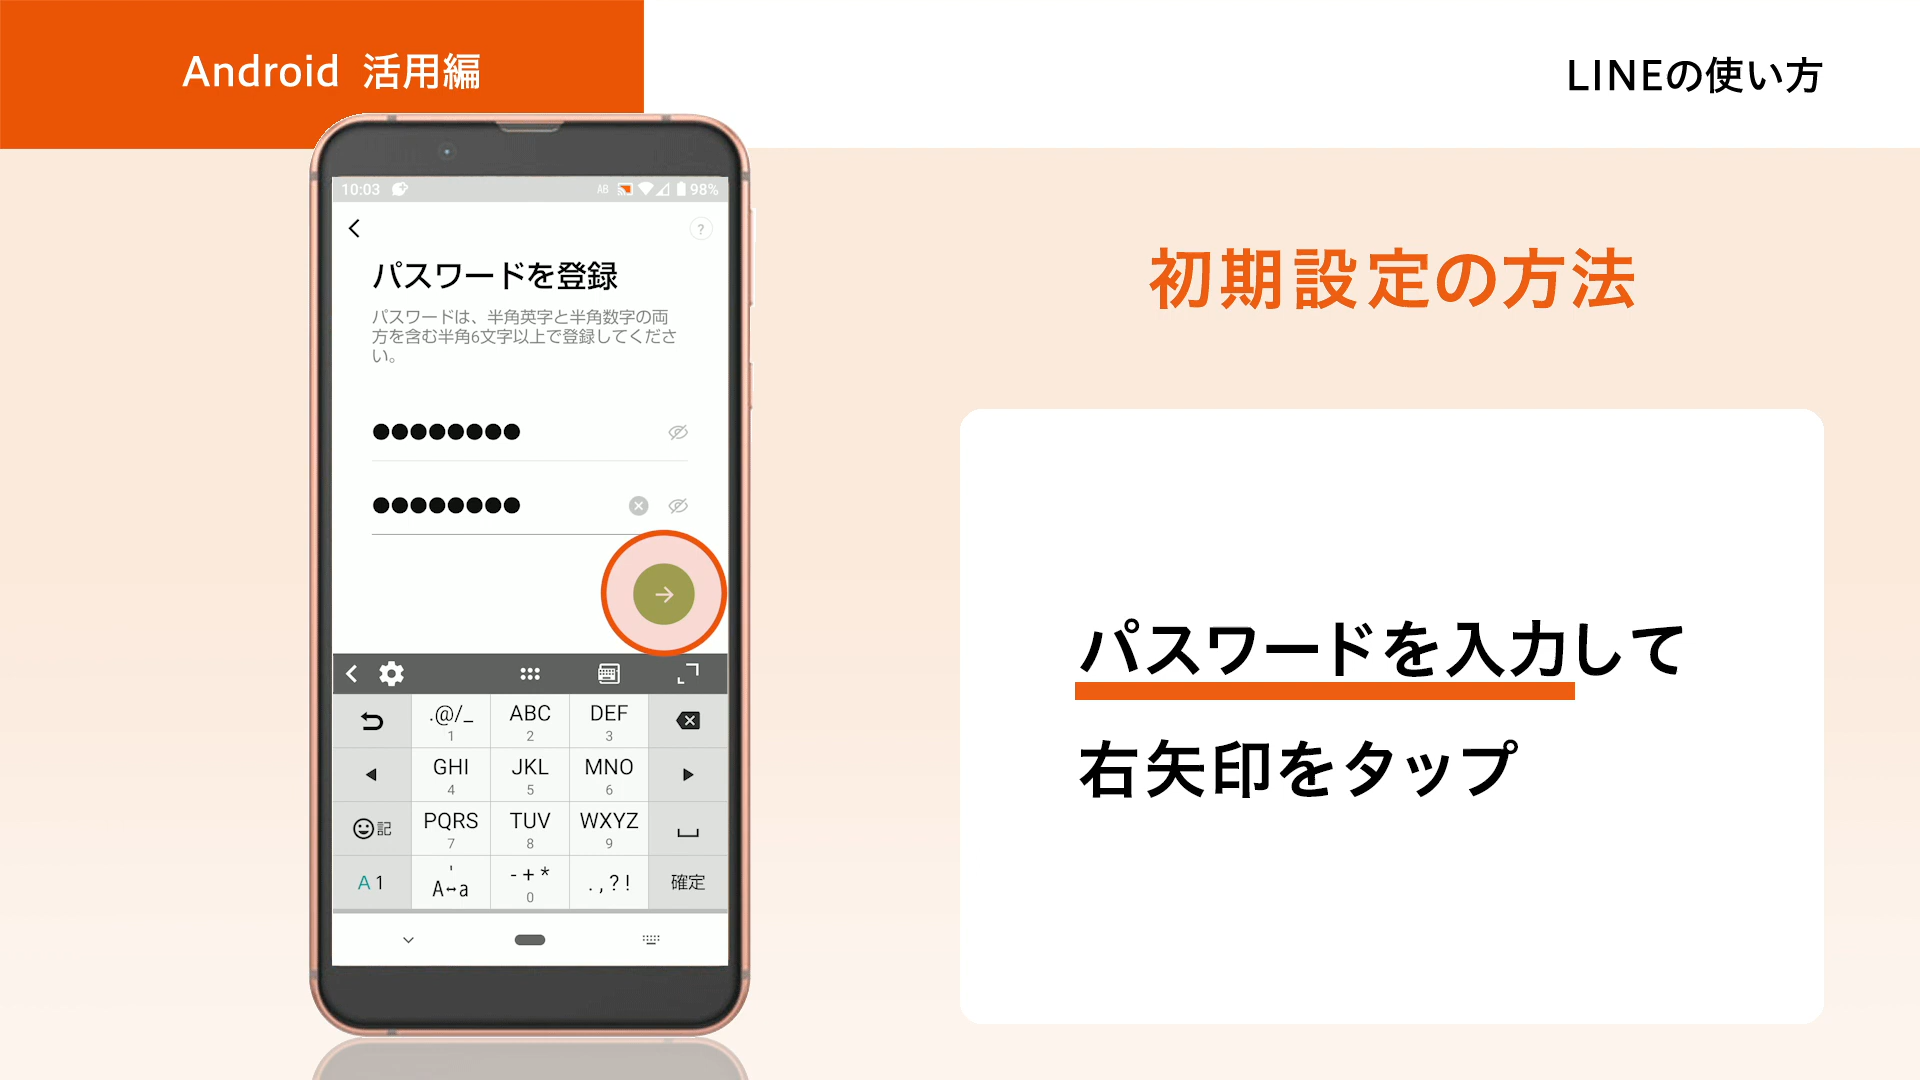 Android 活用編
LINEの使い方
10:03
AB
98%
?
パスワードを登録
パスワードは、半角英字と半角数字の両
方を含む半角6文字以上で登録してくださ
い。
.@/_ ABC DEF
1 2 3
GHI JKL MNO
4 5 6
記 PQRS TUV WXYZ
7 8 9
A1 ' A↔a -+* .,?! 確定
0
初期設定の方法
パスワードを入力して
右矢印をタップ